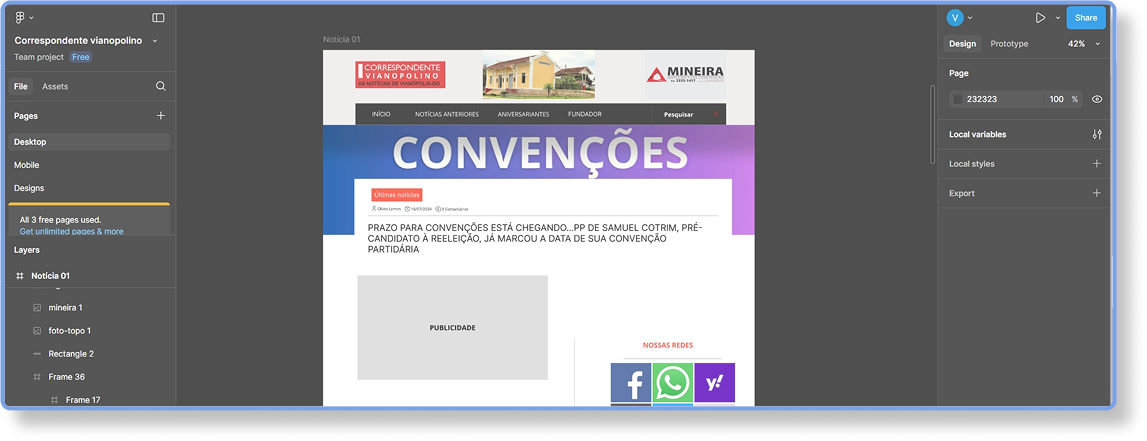 Correspondente vianopolino
Team project Free
File Assets
Pages
Desktop
Mobile
Designs
All 3 free pages used.
Get unlimited pages & more
Layers
Notícia 01
mineira 1
foto-topo 1
Rectangle 2
Frame 36
Frame 17
Notícia 01
CORRESPONDENTE
VIANOPOLINO
AS NOTÍCIAS DE VIANÓPOLIS-GO
MINEIRA
INÍCIO NOTÍCIAS ANTERIORES ANIVERSARIANTES FUNDADOR Pesquisar
CONVENÇÕES
Últimas notícias
Olívio Lemos 16/07/2024 0 Comentários
PRAZO PARA CONVENÇÕES ESTÁ CHEGANDO...PP DE SAMUEL COTRIM, PRÉ-
CANDIDATO À REELEIÇÃO, JÁ MARCOU A DATA DE SUA CONVENÇÃO
PARTIDÁRIA
PUBLICIDADE
NOSSAS REDES
f
y!
V
Share
Design Prototype 42%
Page
232323 100 %
Local variables
Local styles
Export